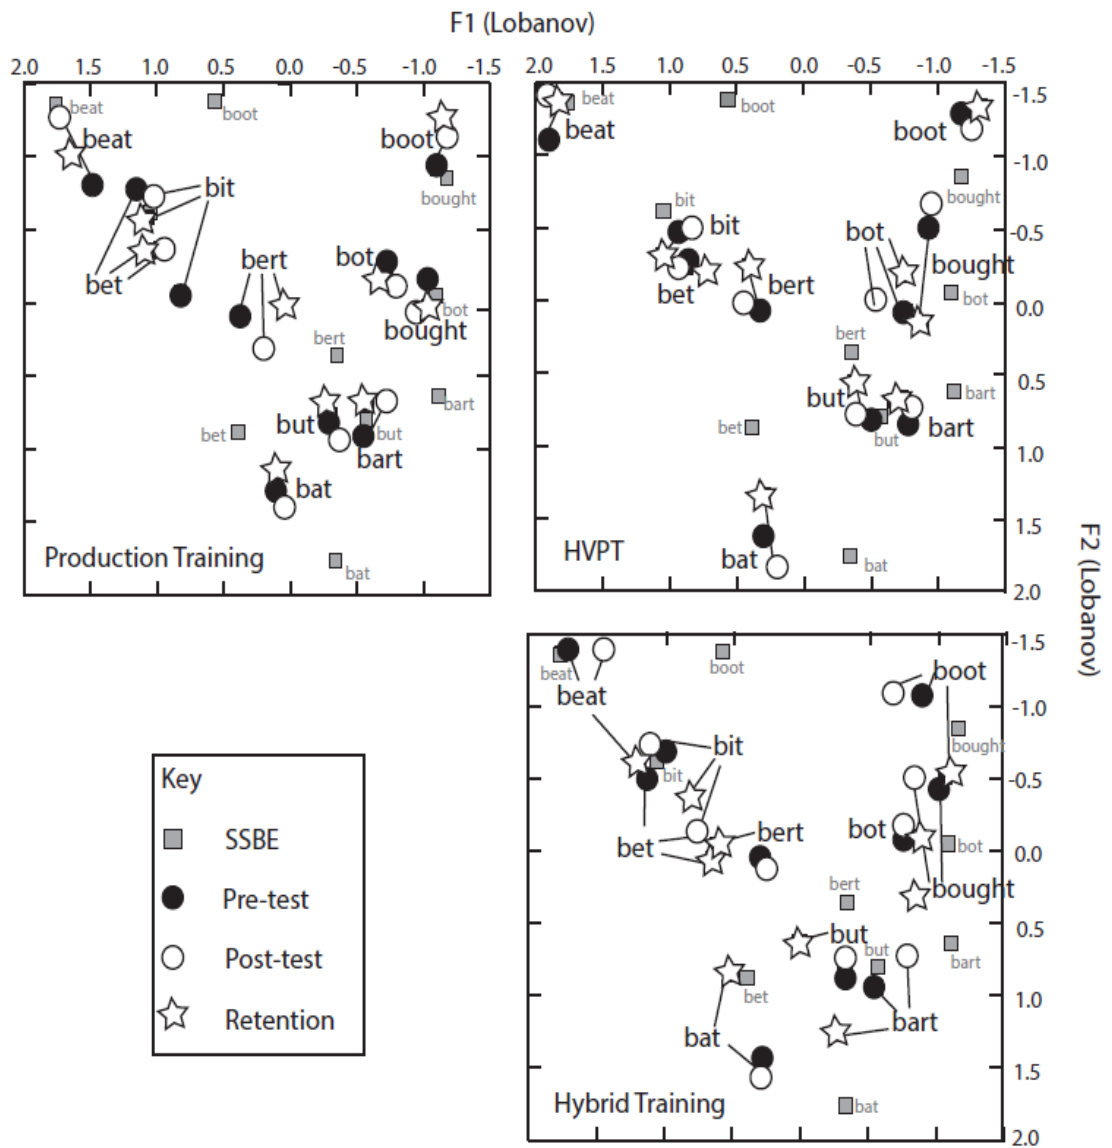 F1 (Lobanov)
2.0 1.5 1.0 0.5 0.0 -0.5 -1.0 -1.5
beat
boot
beat
boot
bought
bit
bet
bert
bot
bot
bought
bert
bart
bet
but
but
bart
bat
Production Training
bat
2.0 1.5 1.0 0.5 0.0 -0.5 -1.0 -1.5
-1.5
-1.0
-0.5
0.0
0.5
1.0
1.5
2.0
beat
boot
beat
boot
bought
bit
bit
bot
bought
bet
bert
bot
bert
but
bart
bet
but
bart
bat
bat
HVPT
F2 (Lobanov)
-1.5
-1.0
-0.5
0.0
0.5
1.0
1.5
2.0
beat
boot
beat
boot
bought
bit
bit
bet
bert
bot
bot
bought
bert
but
but
bart
bet
bart
bat
bat
Hybrid Training
Key
SSBE
Pre-test
Post-test
Retention